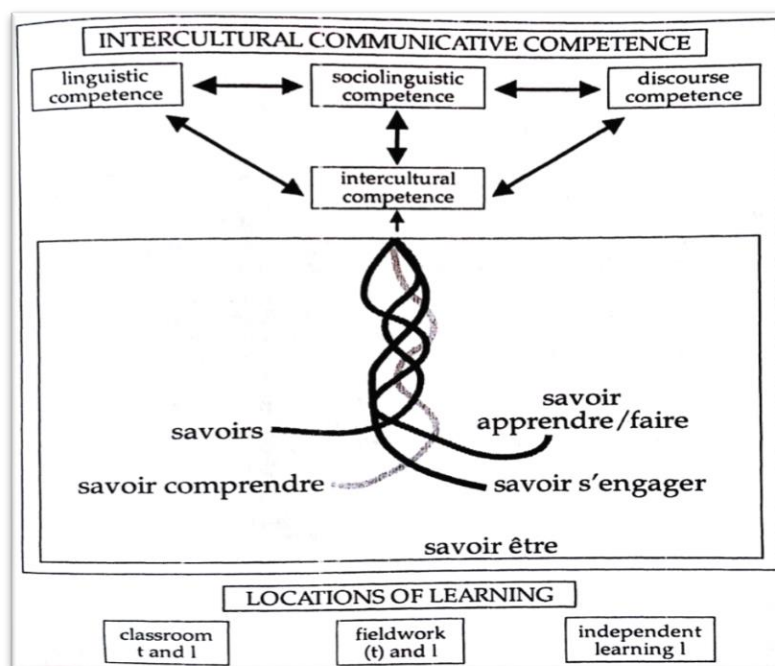 INTERCULTURAL COMMUNICATIVE COMPETENCE
linguistic
competence
sociolinguistic
competence
discourse
competence
intercultural
competence
savoir
apprendre/faire
savoirs
savoir comprendre
savoir s'engager
savoir être
LOCATIONS OF LEARNING
classroom
t and l
fieldwork
(t) and l
independent
learning l